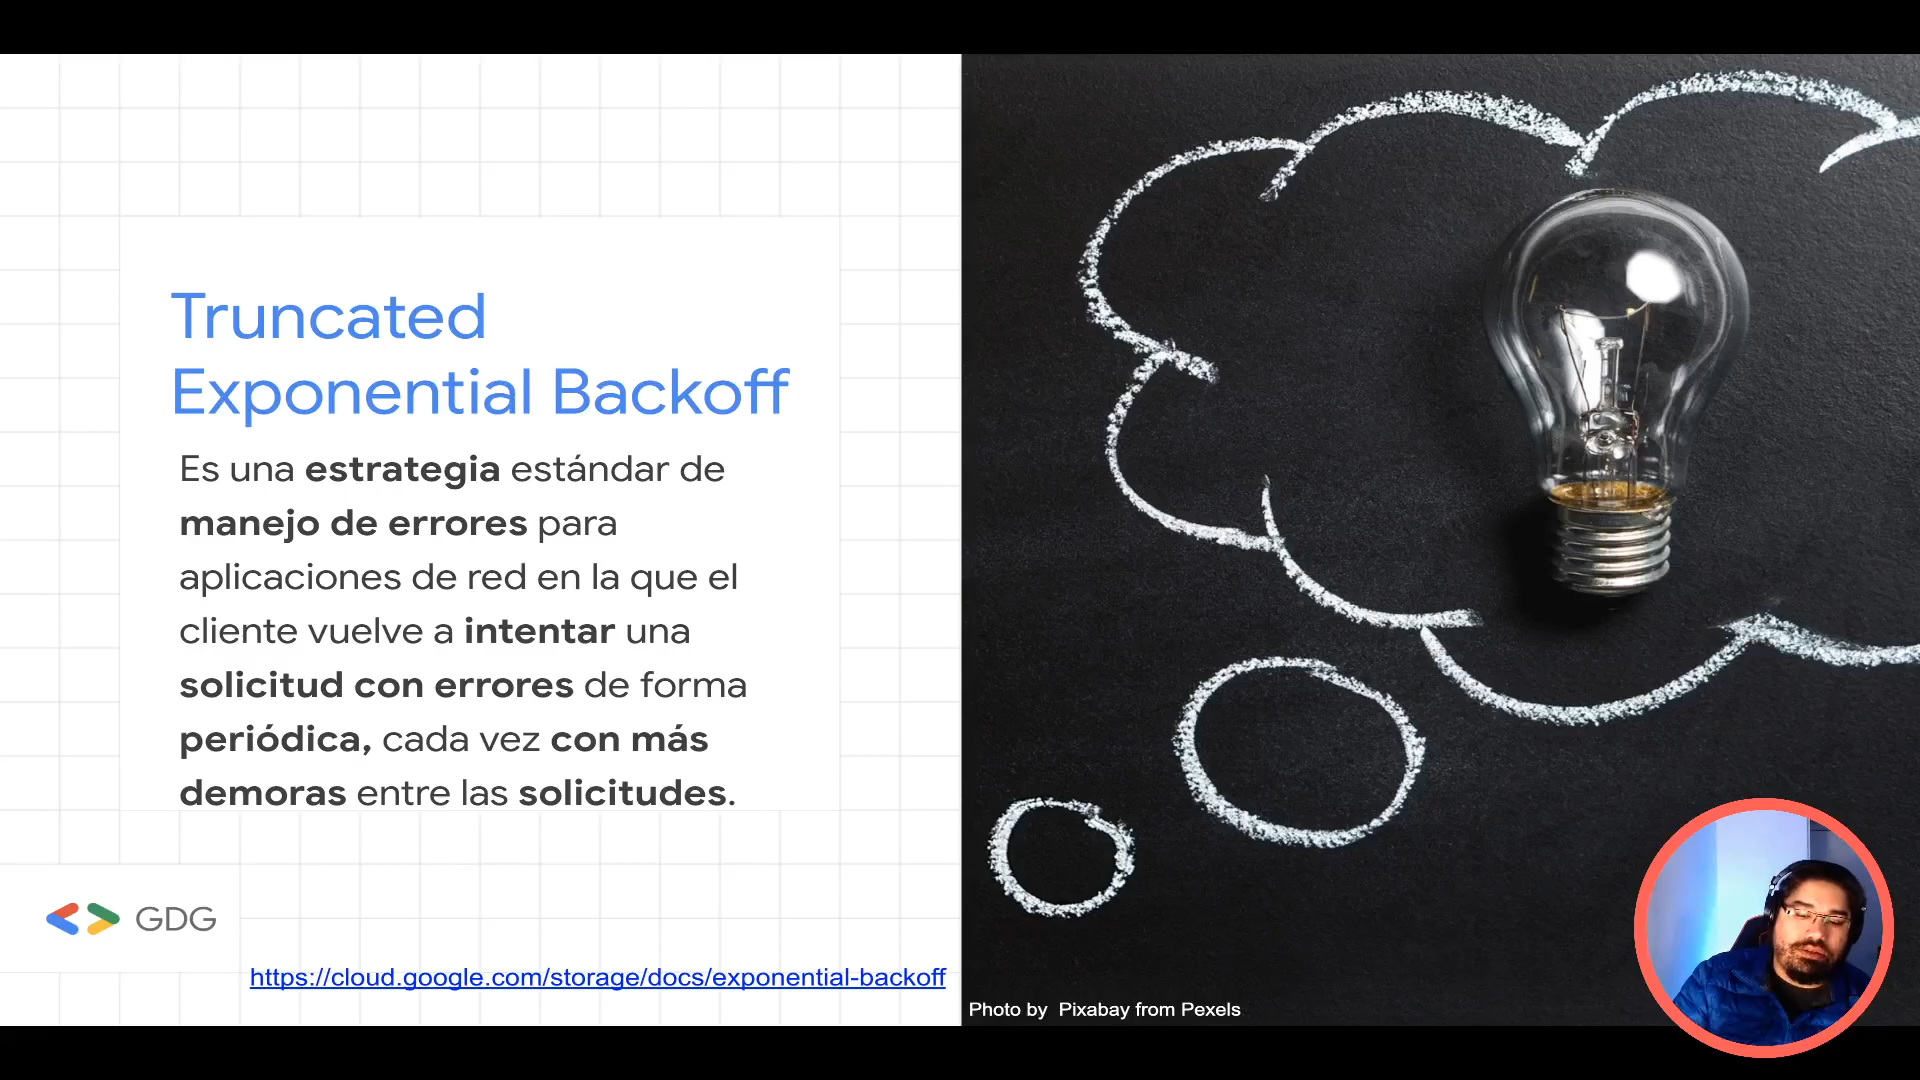 Truncated
Exponential Backoff
Es una estrategia estándar de
manejo de errores para
aplicaciones de red en la que el
cliente vuelve a intentar una
solicitud con errores de forma
periódica, cada vez con más
demoras entre las solicitudes.
GDG
https://cloud.google.com/storage/docs/exponential-backoff
Photo by  Pixabay from Pexels